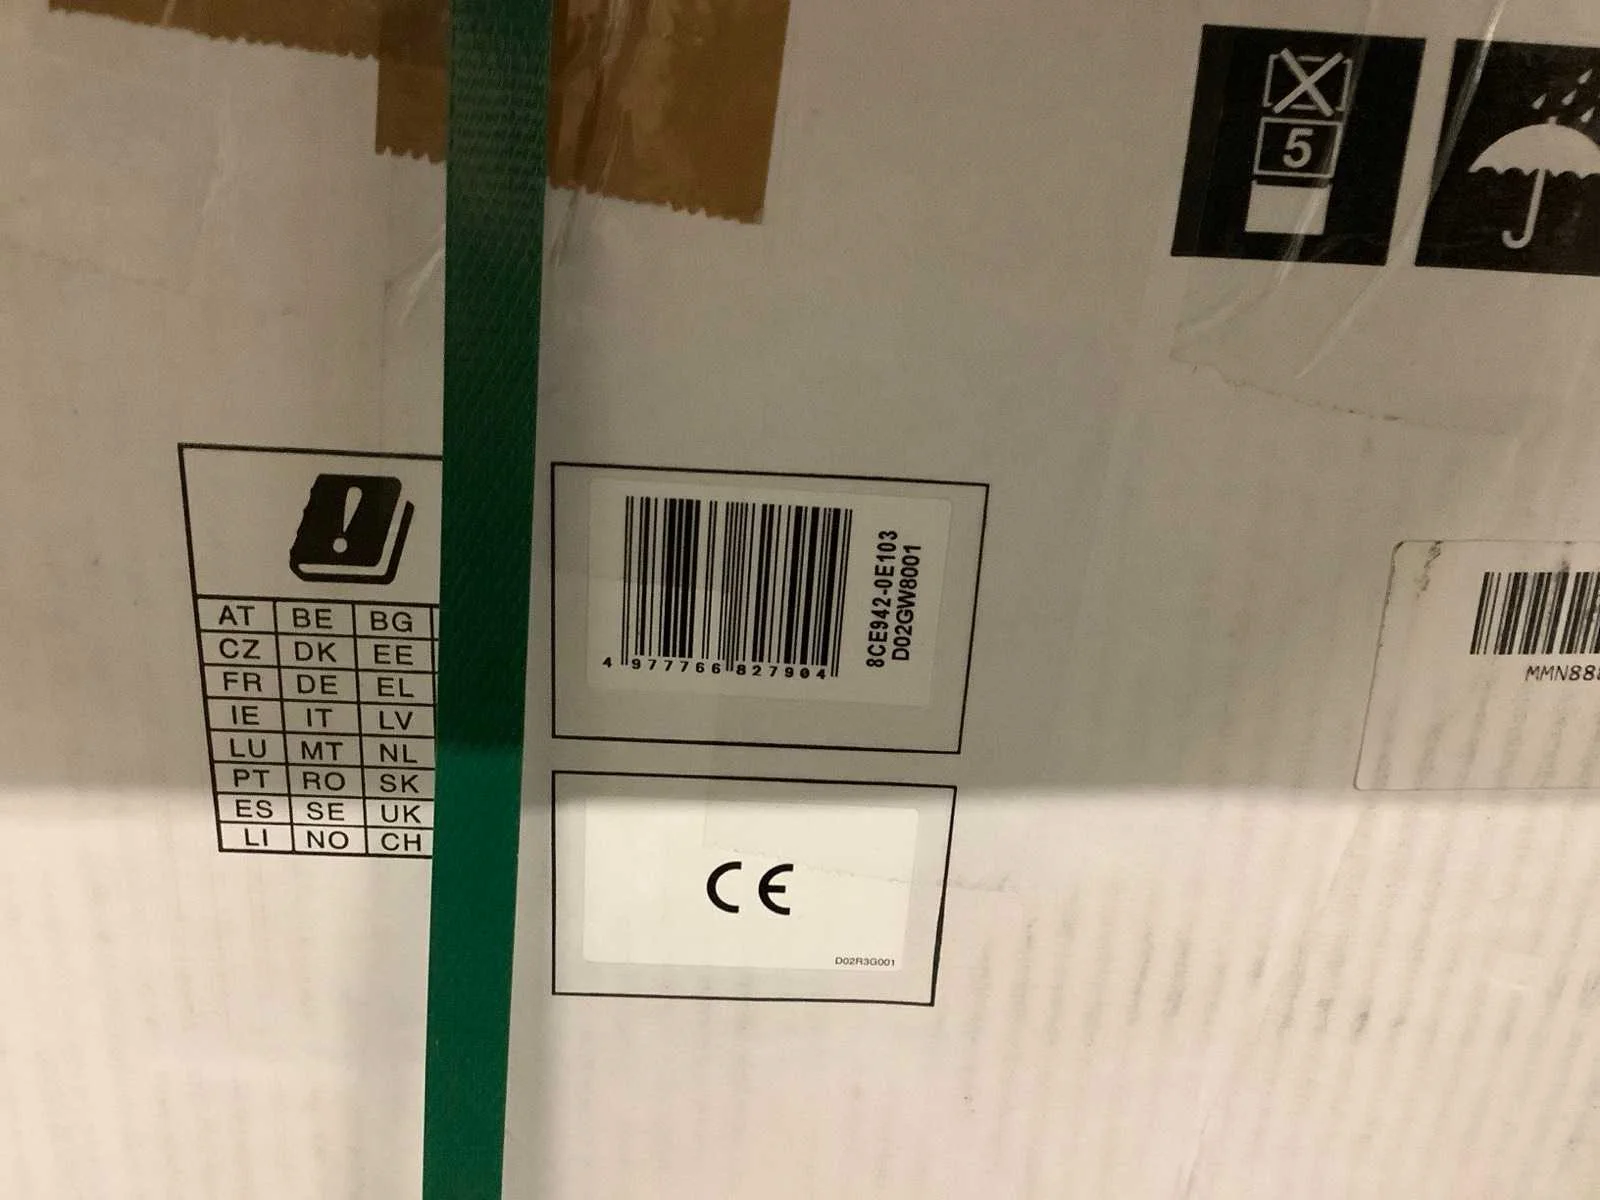 5
AT BE BG
CZ DK EE
FR DE EL
IE IT LV
LU MT NL
PT RO SK
ES SE UK
LI NO CH
4 977766 827904
8CE942-0E103
D02GW8001
MMN88
CE
D02R3G001